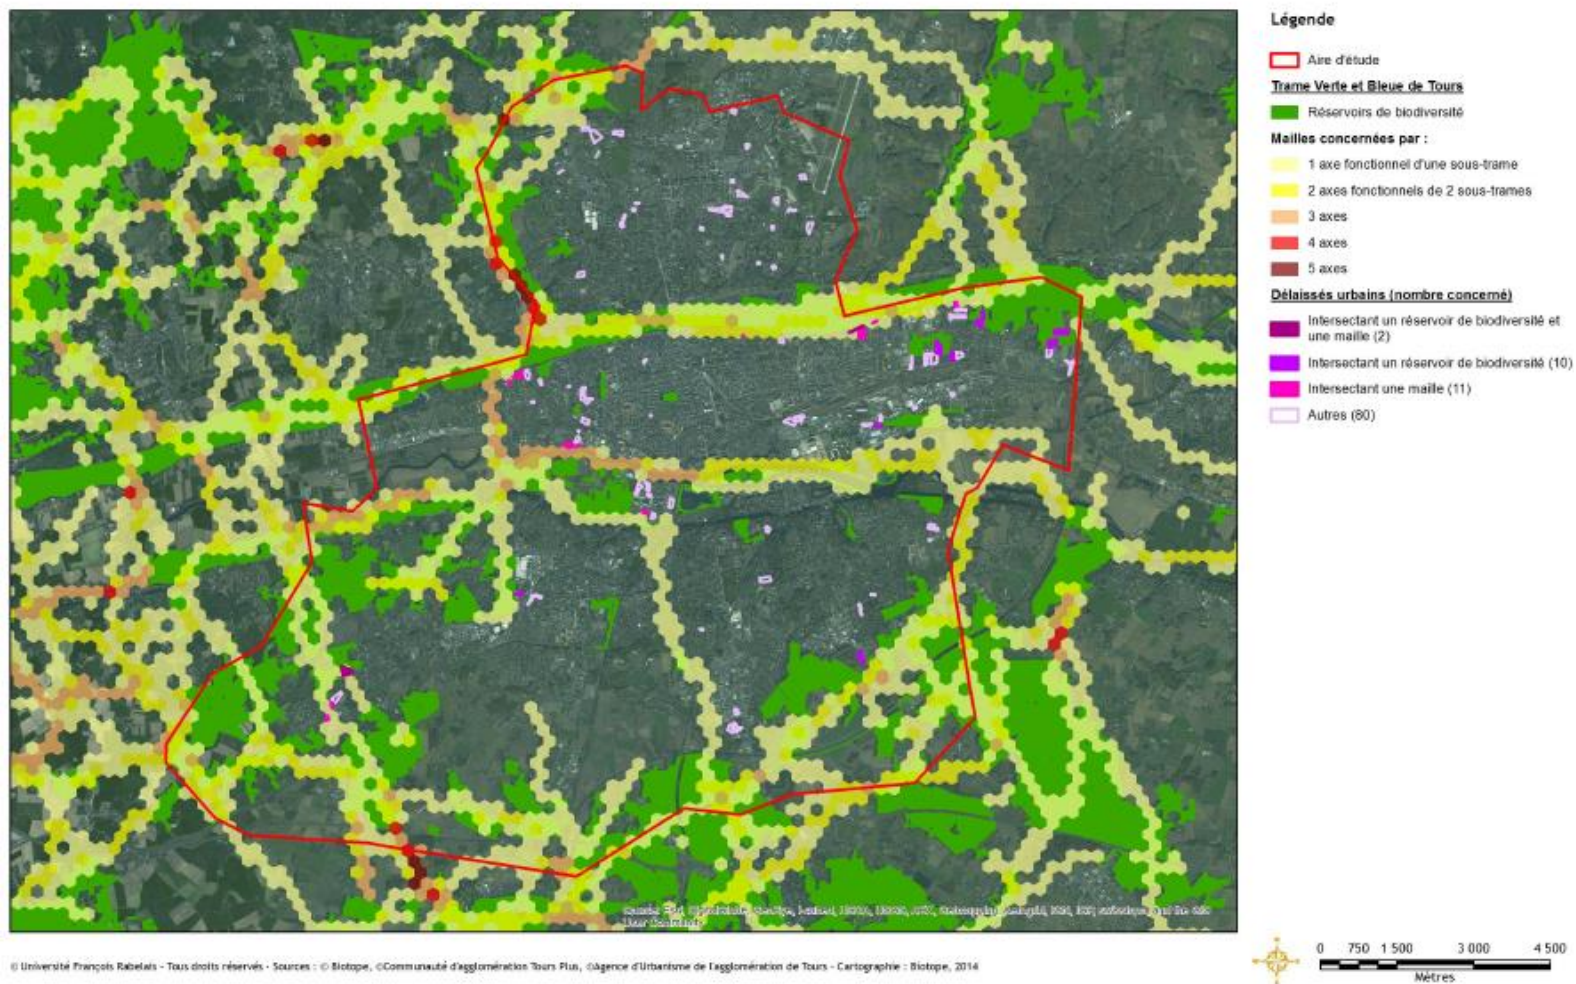 Légende
Aire d'étude
Trame Verte et Bleue de Tours
Réservoirs de biodiversité
Mailles concernées par :
1 axe fonctionnel d'une sous-trame
2 axes fonctionnels de 2 sous-trames
3 axes
4 axes
5 axes
Délaissés urbains (nombre concerné)
Intersectant un réservoir de biodiversité et
une maille (2)
Intersectant un réservoir de biodiversité (10)
Intersectant une maille (11)
Autres (80)
User Community
© Université François Rabelais - Tous droits réservés - Sources : © Biotope, ©Communauté d'agglomération Tours Plus, ©Agence d'Urbanisme de l'agglomération de Tours - Cartographie : Biotope, 2014
0 750 1 500 3 000 4 500
Mètres